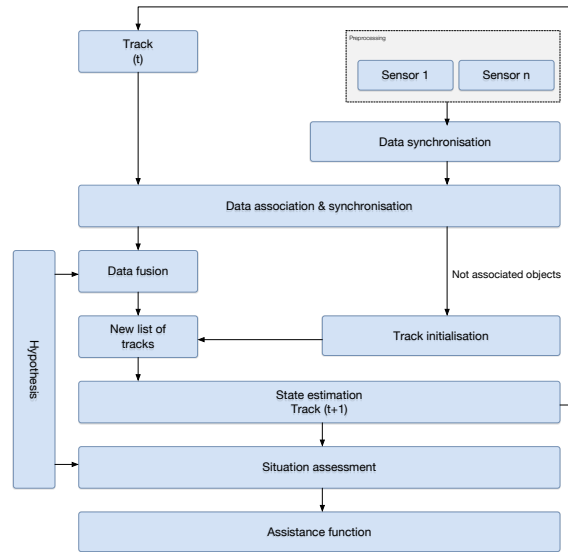 Track
(t)
Preprocessing
Sensor 1
Sensor n
Data synchronisation
Data association & synchronisation
Data fusion
Not associated objects
Hypothesis
New list of
tracks
Track initialisation
State estimation
Track (t+1)
Situation assessment
Assistance function